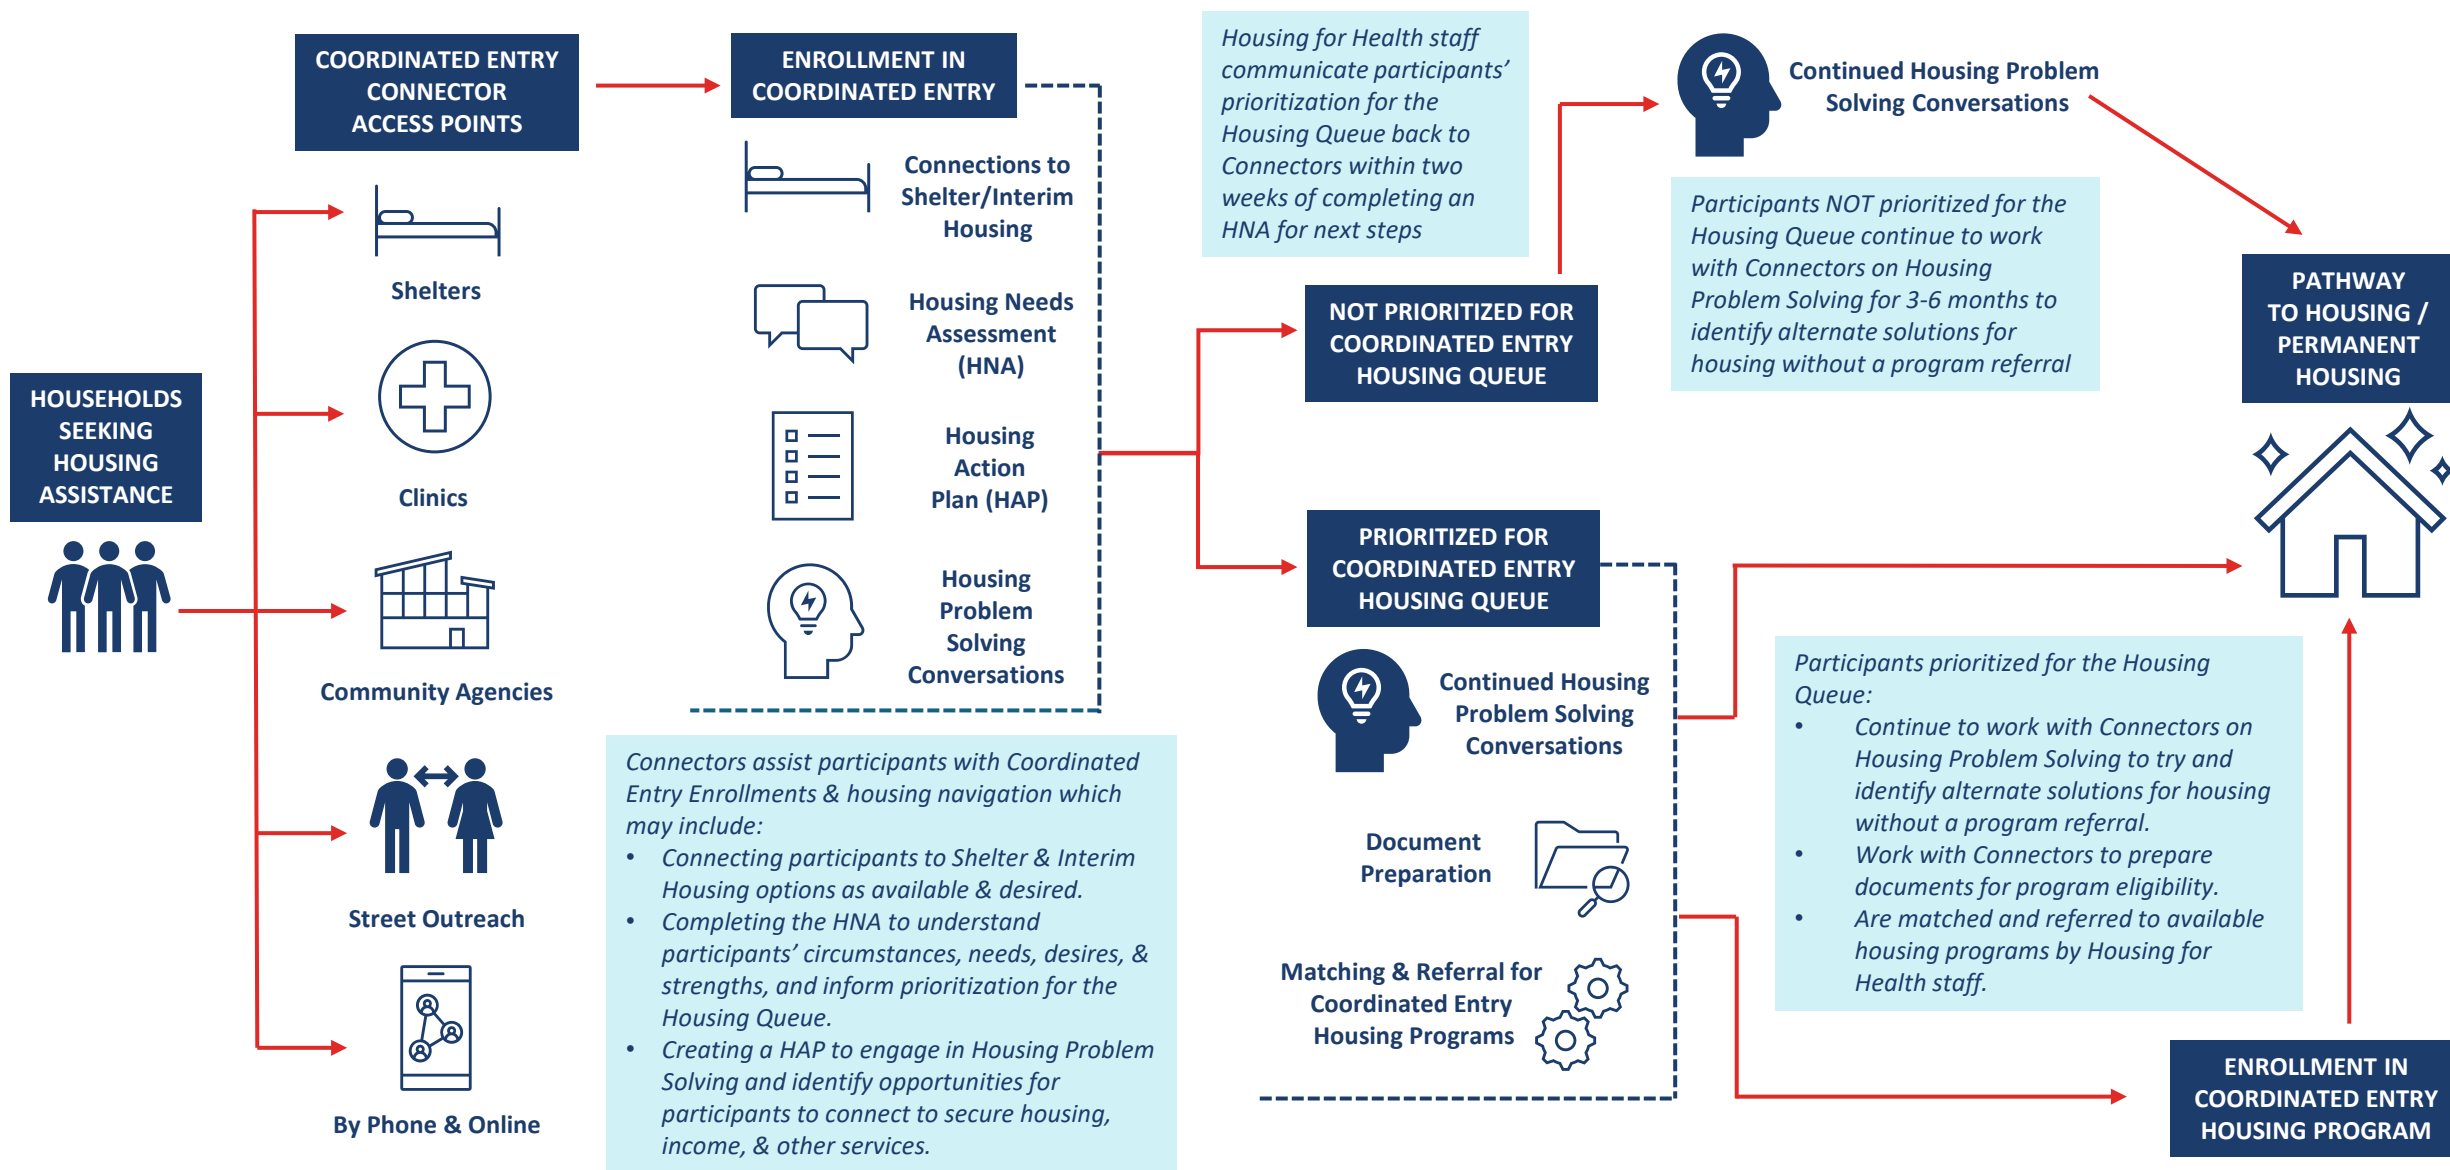 HOUSEHOLDS
SEEKING
HOUSING
ASSISTANCE
COORDINATED ENTRY
CONNECTOR
ACCESS POINTS
Shelters
Clinics
Community Agencies
Street Outreach
By Phone & Online
ENROLLMENT IN
COORDINATED ENTRY
Connections to
Shelter/Interim
Housing
Housing Needs
Assessment
(HNA)
Housing
Action
Plan (HAP)
Housing
Problem
Solving
Conversations
Connectors assist participants with Coordinated
Entry Enrollments & housing navigation which
may include:
• Connecting participants to Shelter & Interim
Housing options as available & desired.
• Completing the HNA to understand
participants’ circumstances, needs, desires, &
strengths, and inform prioritization for the
Housing Queue.
• Creating a HAP to engage in Housing Problem
Solving and identify opportunities for
participants to connect to secure housing,
income, & other services.
Housing for Health staff
communicate participants’
prioritization for the
Housing Queue back to
Connectors within two
weeks of completing an
HNA for next steps
NOT PRIORITIZED FOR
COORDINATED ENTRY
HOUSING QUEUE
Continued Housing Problem
Solving Conversations
Participants NOT prioritized for the
Housing Queue continue to work
with Connectors on Housing
Problem Solving for 3-6 months to
identify alternate solutions for
housing without a program referral
PRIORITIZED FOR
COORDINATED ENTRY
HOUSING QUEUE
Continued Housing
Problem Solving
Conversations
Document
Preparation
Matching & Referral for
Coordinated Entry
Housing Programs
Participants prioritized for the Housing
Queue:
• Continue to work with Connectors on
Housing Problem Solving to try and
identify alternate solutions for housing
without a program referral.
• Work with Connectors to prepare
documents for program eligibility.
• Are matched and referred to available
housing programs by Housing for
Health staff.
PATHWAY
TO HOUSING /
PERMANENT
HOUSING
ENROLLMENT IN
COORDINATED ENTRY
HOUSING PROGRAM